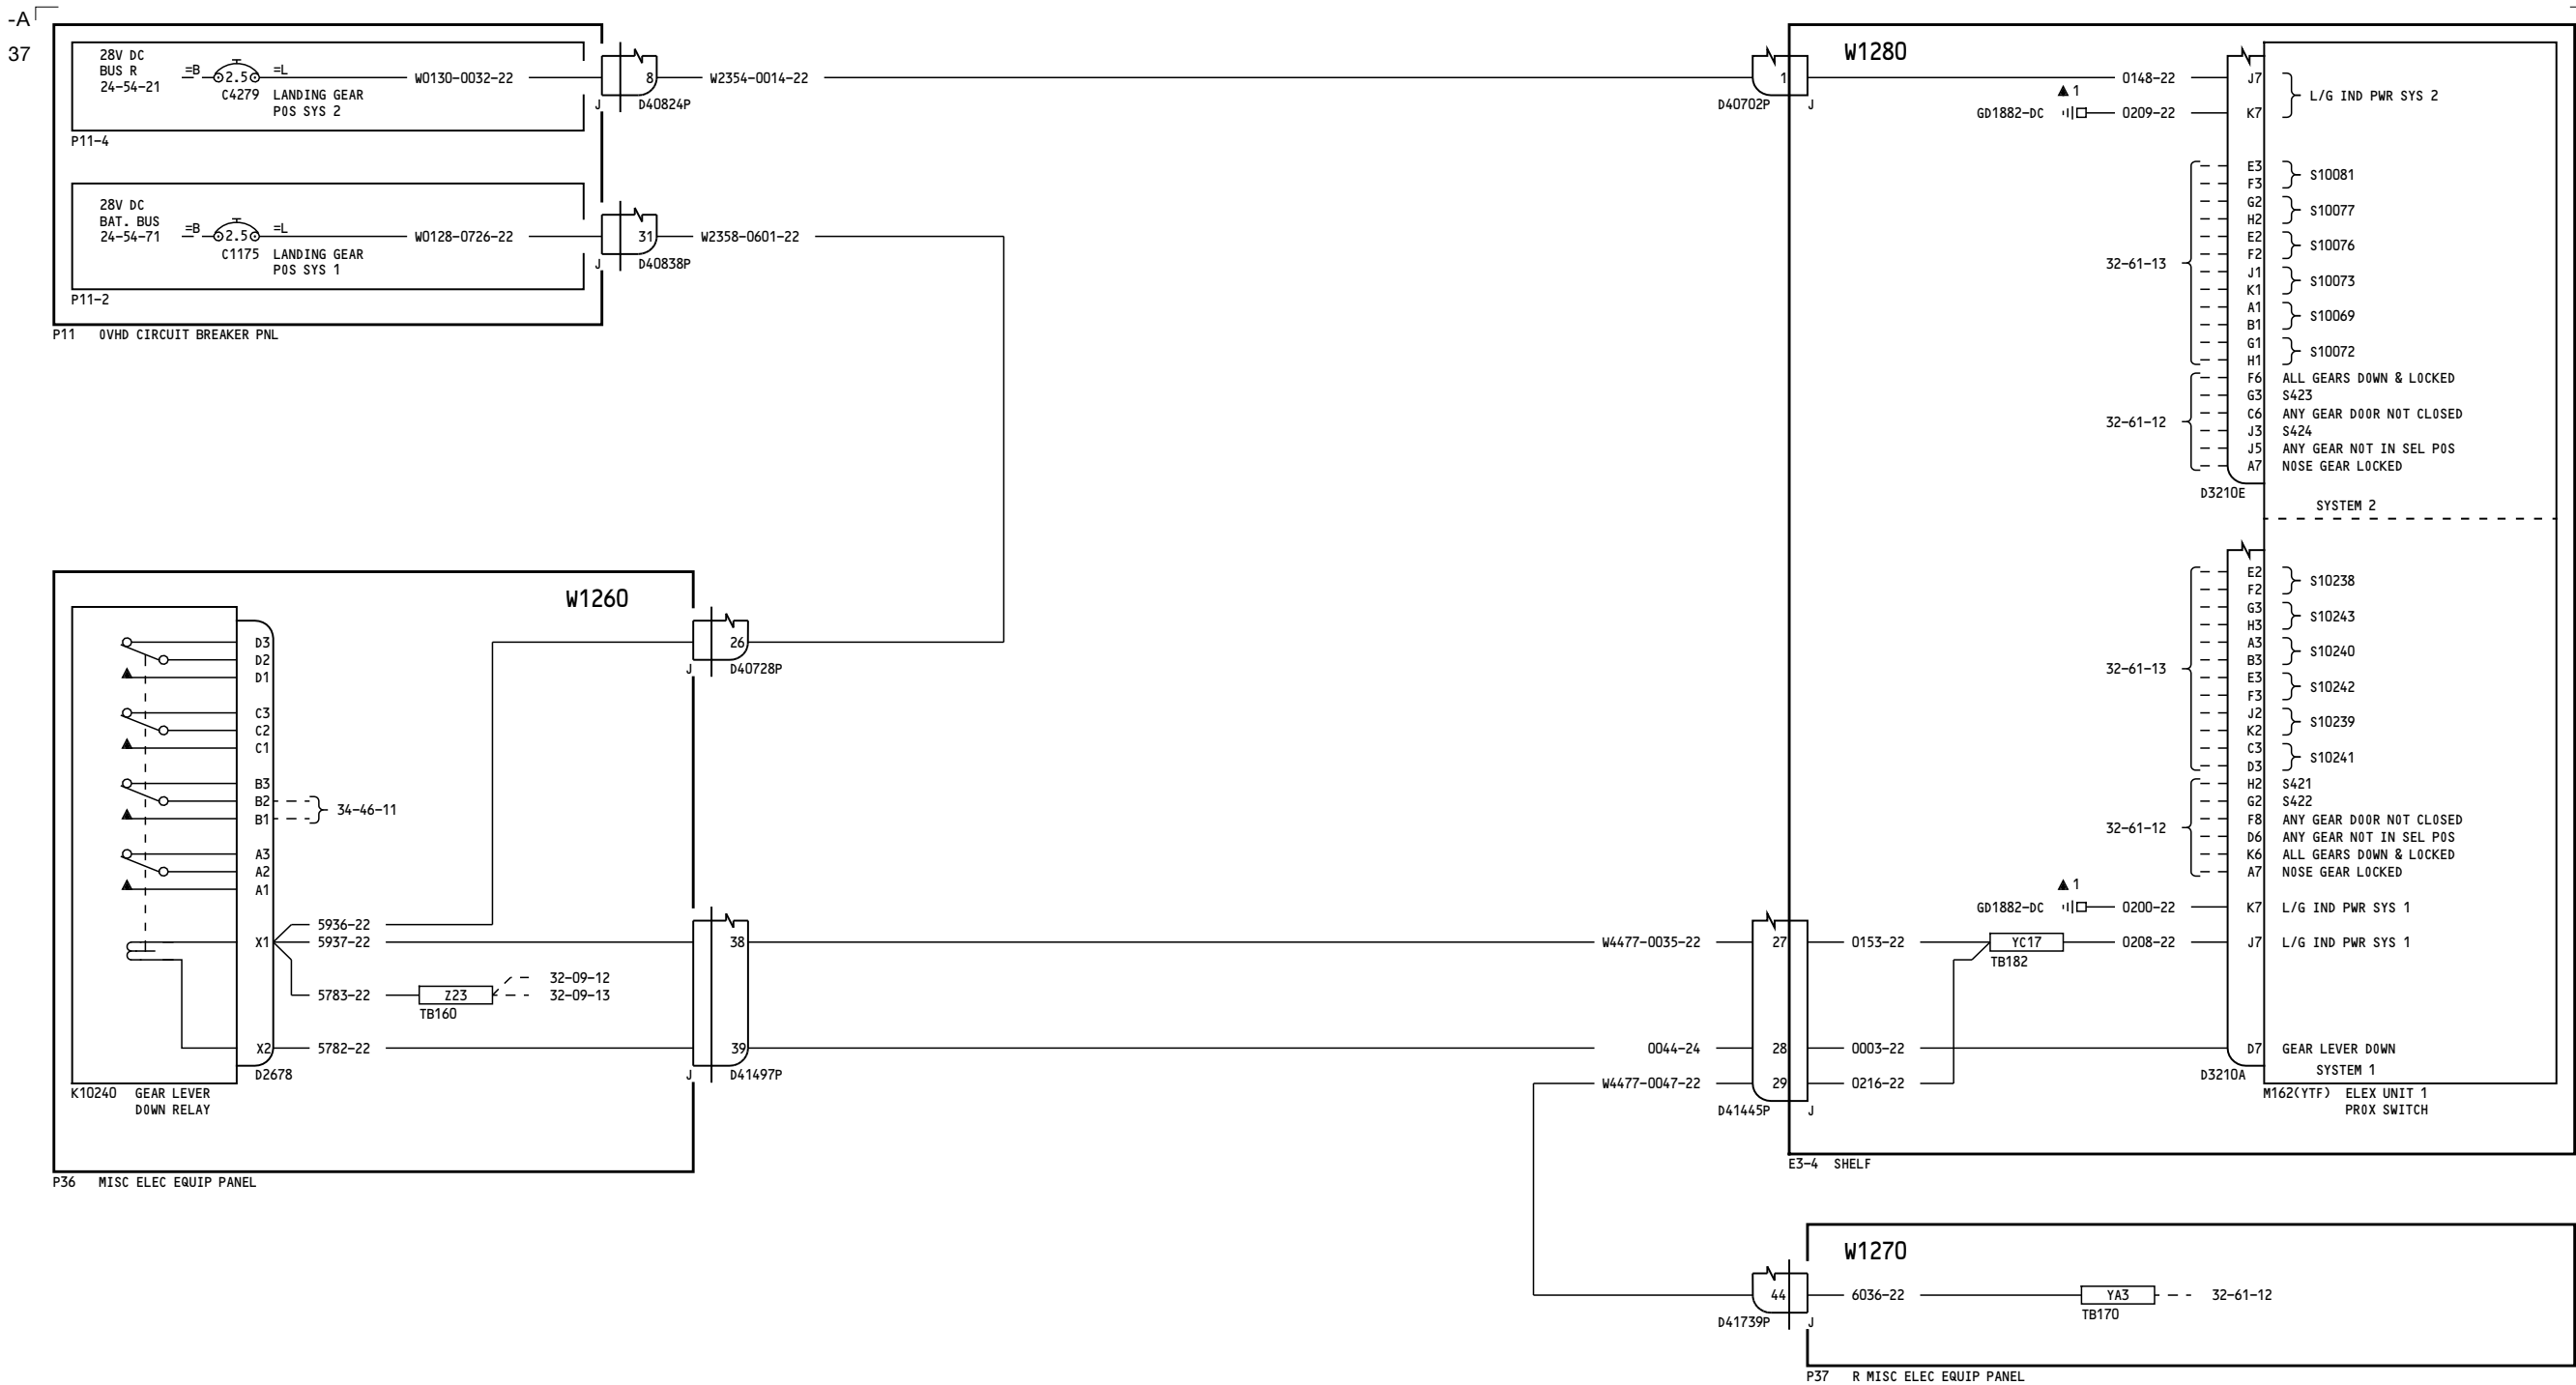 -A
37
28V DC
BUS R
24-54-21
=B
2.5
=L
C4279
LANDING GEAR
POS SYS 2
W0130-0032-22
8
J
D40824P
W2354-0014-22
P11-4
28V DC
BAT. BUS
24-54-71
=B
2.5
=L
C1175
LANDING GEAR
POS SYS 1
W0128-0726-22
31
J
D40838P
W2358-0601-22
P11-2
P11 OVHD CIRCUIT BREAKER PNL
W1260
D3
D2
D1
C3
C2
C1
B3
B2
B1
34-46-11
A3
A2
A1
X1
X2
D2678
K10240 GEAR LEVER
DOWN RELAY
5936-22
5937-22
5783-22
Z23
TB160
32-09-12
32-09-13
5782-22
26
J
D40728P
38
39
J
D41497P
P36 MISC ELEC EQUIP PANEL
W1280
1
D40702P
J
0148-22
1
GD1882-DC
0209-22
J7
K7
L/G IND PWR SYS 2
32-61-13
E3
F3
S10081
G2
H2
S10077
E2
F2
S10076
J1
K1
S10073
A1
B1
S10069
G1
H1
S10072
32-61-12
F6 ALL GEARS DOWN & LOCKED
G3 S423
C6 ANY GEAR DOOR NOT CLOSED
J3 S424
J5 ANY GEAR NOT IN SEL POS
A7 NOSE GEAR LOCKED
D3210E
SYSTEM 2
32-61-13
E2
F2
S10238
G3
H3
S10243
A3
B3
S10240
E3
F3
S10242
J2
K2
S10239
C3
D3
S10241
32-61-12
H2 S421
G2 S422
F8 ANY GEAR DOOR NOT CLOSED
D6 ANY GEAR NOT IN SEL POS
K6 ALL GEARS DOWN & LOCKED
A7 NOSE GEAR LOCKED
1
GD1882-DC
0200-22
K7 L/G IND PWR SYS 1
W4477-0035-22
27
0153-22
YC17
TB182
0208-22
J7 L/G IND PWR SYS 1
0044-24
28
0003-22
D7 GEAR LEVER DOWN
W4477-0047-22
29
0216-22
D41445P
J
D3210A
SYSTEM 1
M162(YTF) ELEX UNIT 1
PROX SWITCH
E3-4 SHELF
W1270
44
D41739P
J
6036-22
YA3
TB170
32-61-12
P37 R MISC ELEC EQUIP PANEL